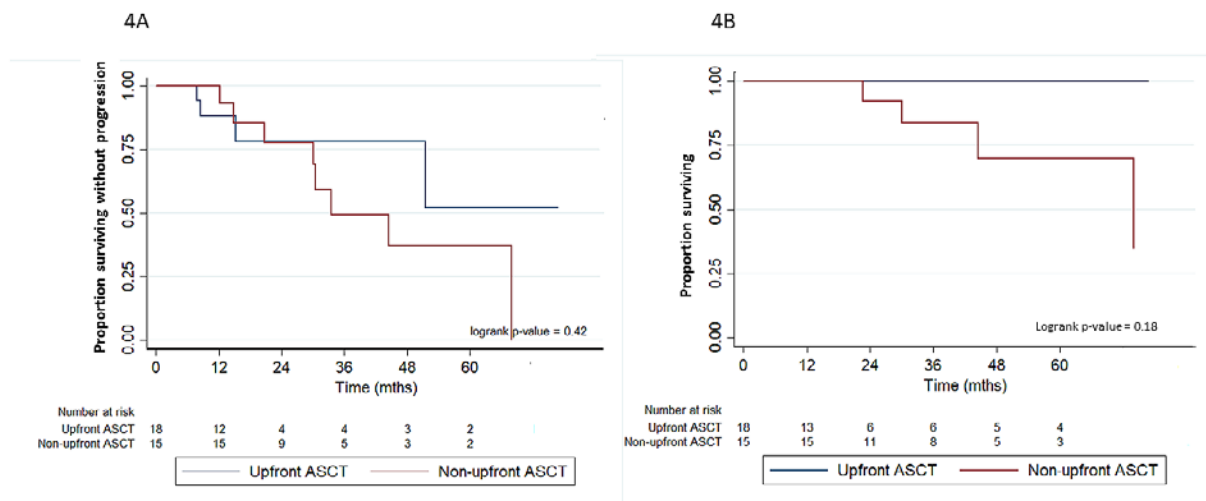 4A
Proportion surviving without progression
1.00
0.75
0.50
0.25
0.00
logrank p-value = 0.42
0 12 24 36 48 60
Time (mths)
Number at risk
Upfront ASCT 18 12 4 4 3 2
Non-upfront ASCT 15 15 9 5 3 2
Upfront ASCT Non-upfront ASCT
4B
Proportion surviving
1.00
0.75
0.50
0.25
0.00
Logrank p-value = 0.18
0 12 24 36 48 60
Time (mths)
Number at risk
Upfront ASCT 18 13 6 6 5 4
Non-upfront ASCT 15 15 11 8 5 3
Upfront ASCT Non-upfront ASCT